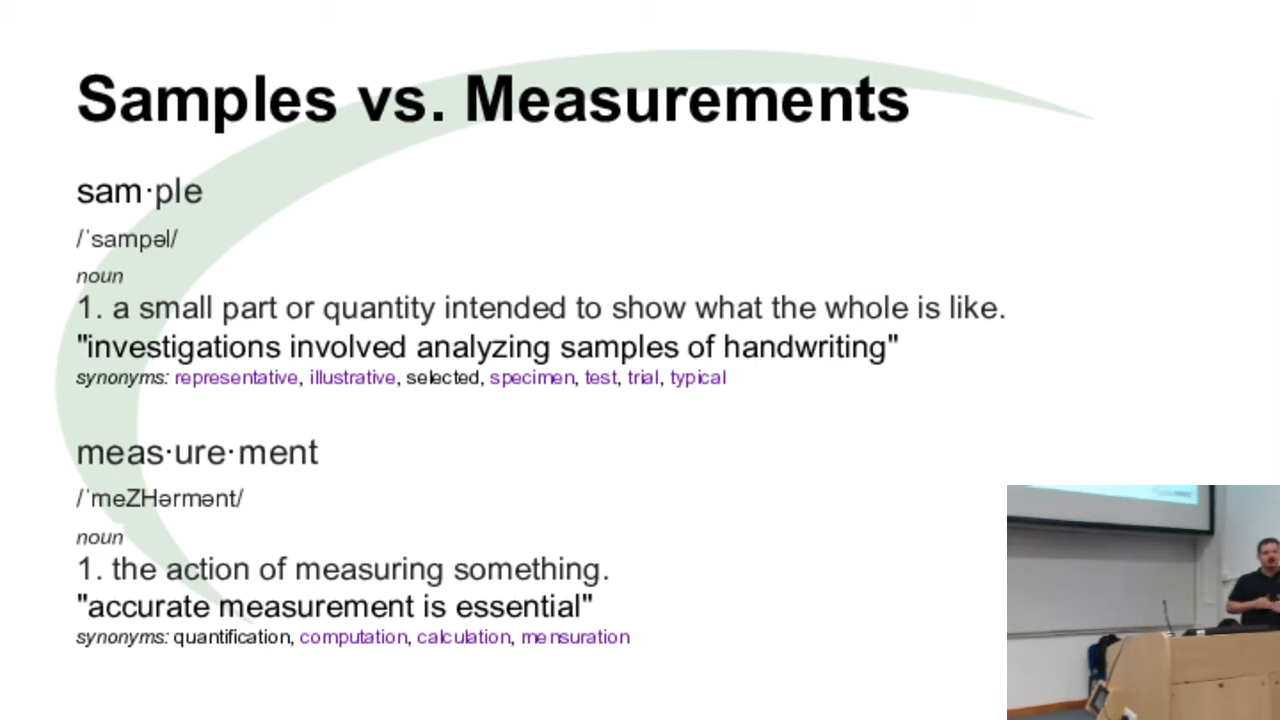 Samples vs. Measurements
sam·ple
/ˈsampəl/
noun
1. a small part or quantity intended to show what the whole is like.
"investigations involved analyzing samples of handwriting"
synonyms: representative, illustrative, selected, specimen, test, trial, typical
meas·ure·ment
/ˈmeZHərmənt/
noun
1. the action of measuring something.
"accurate measurement is essential"
synonyms: quantification, computation, calculation, mensuration